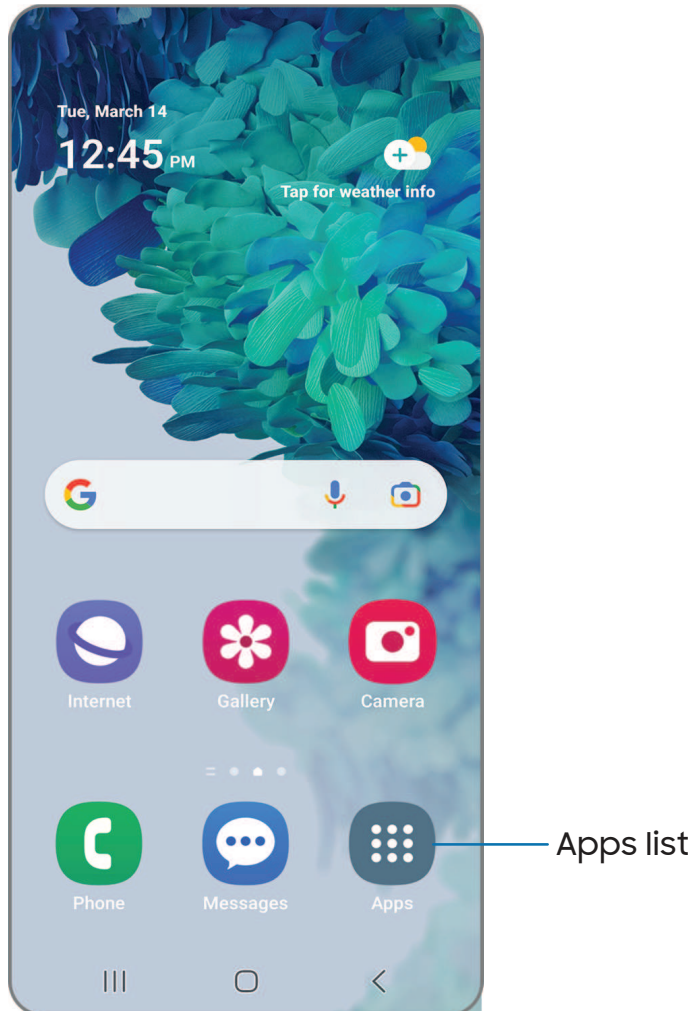 Tue, March 14
12:45 PM
Tap for weather info
Internet
Gallery
Camera
Phone
Messages
Apps
Apps list